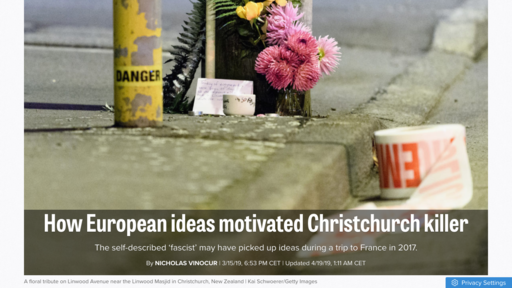 DANGER
EMERG
How European ideas motivated Christchurch killer
The self-described ‘fascist’ may have picked up ideas during a trip to France in 2017.
By NICHOLAS VINOCUR | 3/15/19, 6:53 PM CET | Updated 4/19/19, 1:11 AM CET
A floral tribute on Linwood Avenue near the Linwood Masjid in Christchurch, New Zealand | Kai Schwoerer/Getty Images
Privacy Settings